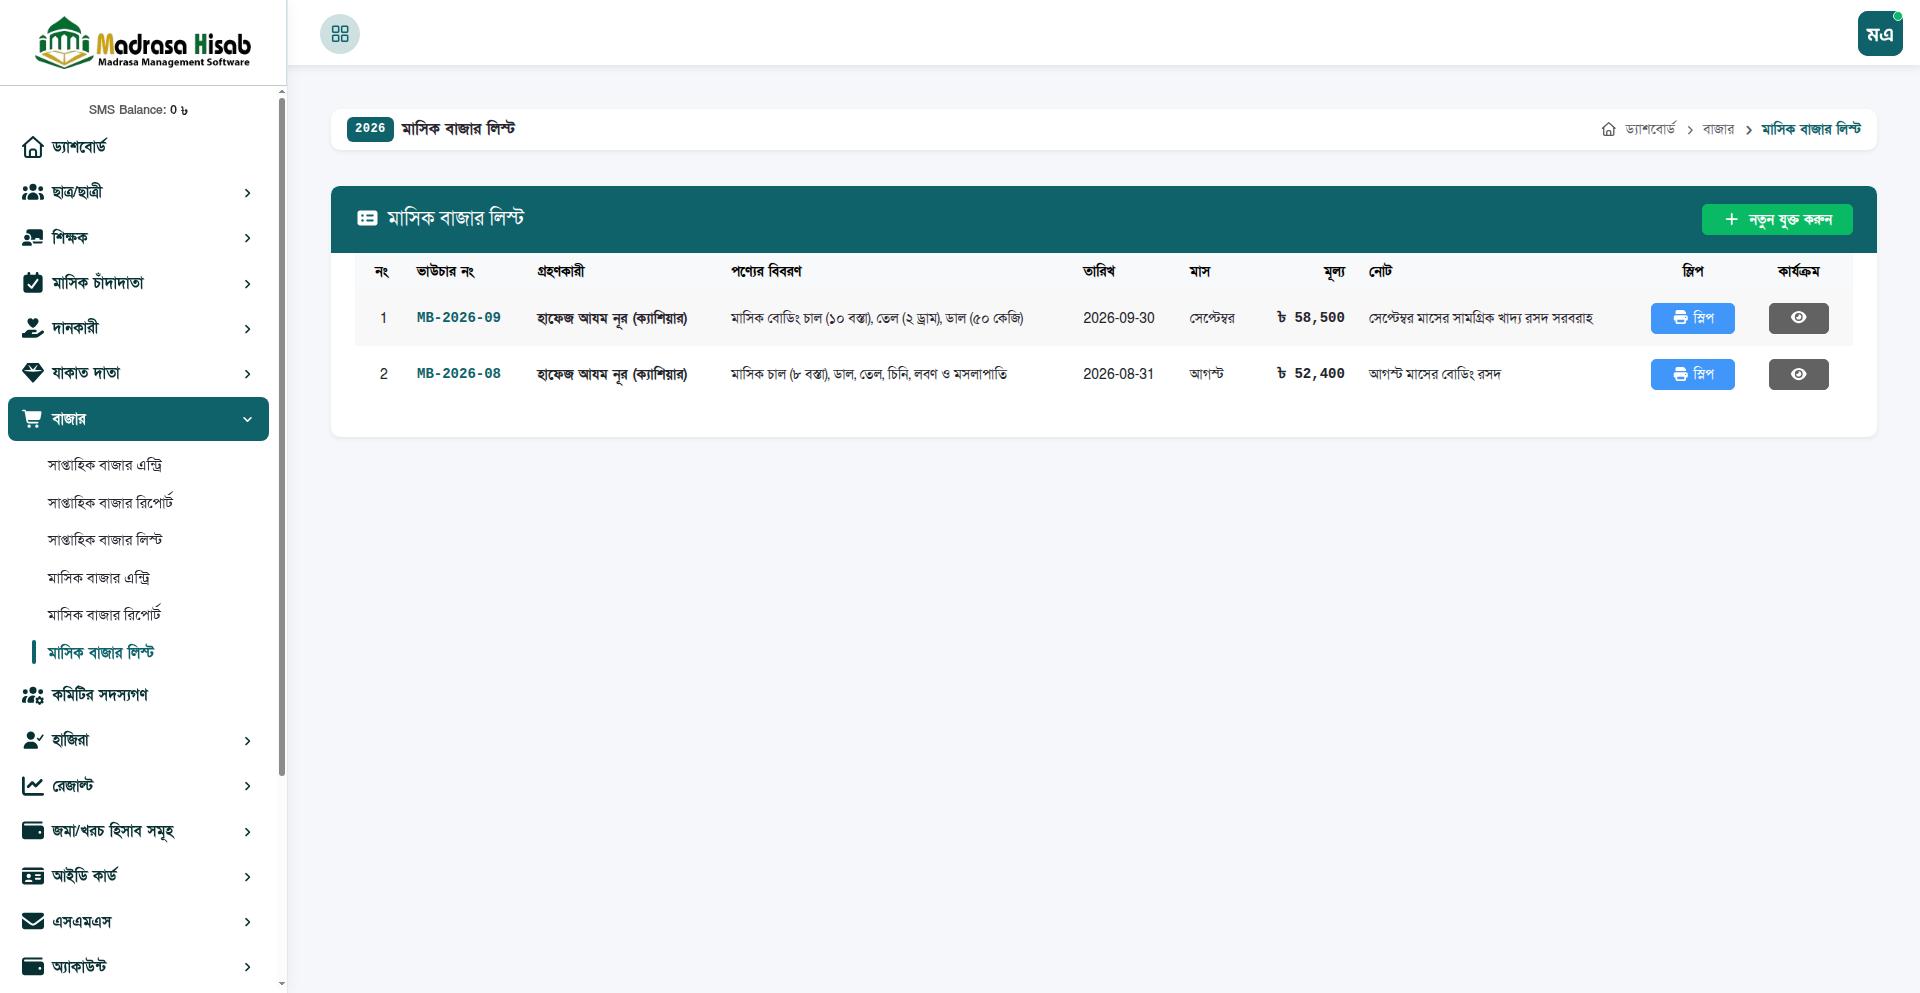 Madrasa Hisab
Madrasa Management Software
SMS Balance: 0 ৳
ড্যাশবোর্ড
ছাত্র/ছাত্রী
শিক্ষক
মাসিক চাঁদাদাতা
দানকারী
যাকাত দাতা
বাজার
সাপ্তাহিক বাজার এন্ট্রি
সাপ্তাহিক বাজার রিপোর্ট
সাপ্তাহিক বাজার লিস্ট
মাসিক বাজার এন্ট্রি
মাসিক বাজার রিপোর্ট
মাসিক বাজার লিস্ট
কমিটির সদস্যগণ
হাজিরা
রেজাল্ট
জমা/খরচ হিসাব সমূহ
আইডি কার্ড
এসএমএস
অ্যাকাউন্ট
মএ
2026 মাসিক বাজার লিস্ট
ড্যাশবোর্ড > বাজার > মাসিক বাজার লিস্ট
মাসিক বাজার লিস্ট
+ নতুন যুক্ত করুন
নং ভাউচার নং গ্রহণকারী পণ্যের বিবরণ তারিখ মাস মূল্য নোট স্লিপ কার্যক্রম
1 MB-2026-09 হাফেজ আযম নূর (ক্যাশিয়ার) মাসিক বোডিং চাল (১০ বস্তা), তেল (২ ড্রাম), ডাল (৫০ কেজি) 2026-09-30 সেপ্টেম্বর ৳ 58,500 সেপ্টেম্বর মাসের সামগ্রিক খাদ্য রসদ সরবরাহ স্লিপ
2 MB-2026-08 হাফেজ আযম নূর (ক্যাশিয়ার) মাসিক চাল (৮ বস্তা), ডাল, তেল, চিনি, লবণ ও মসলাপাতি 2026-08-31 আগস্ট ৳ 52,400 আগস্ট মাসের বোডিং রসদ স্লিপ